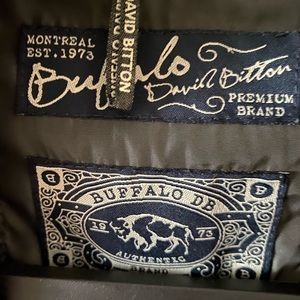 MONTREAL
EST.1973
Buffalo
David Bitton
PREMIUM
BRAND
DAVID BITTON
BUFFALO DB
19 73
AUTHENTIC
BRAND